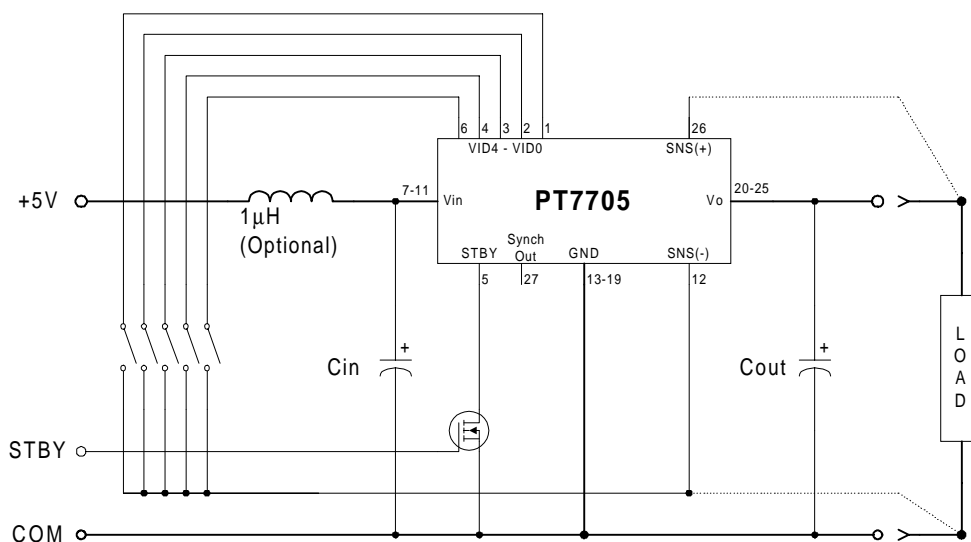 6 4 3 2 1 26
VID4 - VID0 SNS(+)
+5V
1µH
(Optional)
7-11
Vin
PT7705
Vo
20-25
STBY
Synch
Out
GND
SNS(-)
5
27
13-19
12
Cin
+
Cout
+
L
O
A
D
STBY
COM